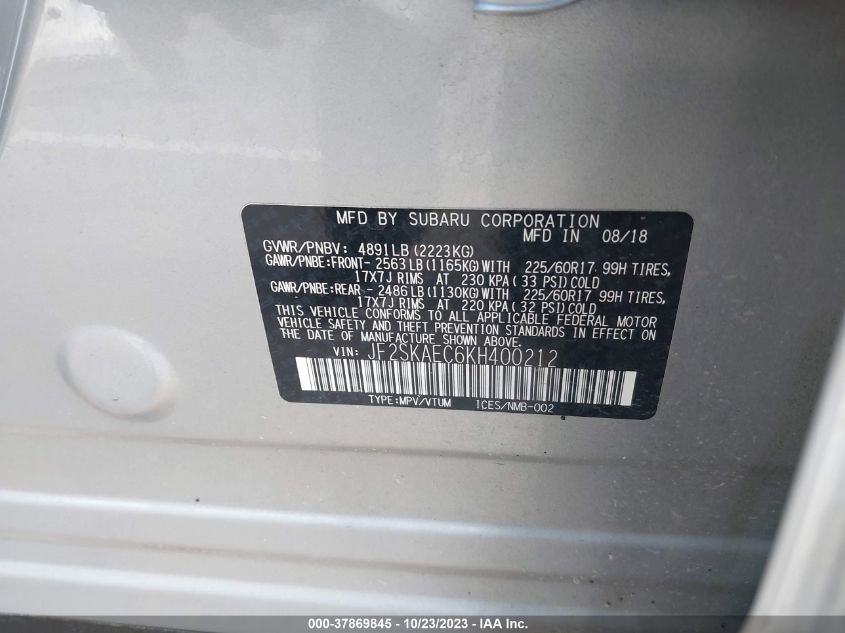 MFD BY SUBARU CORPORATION
MFD IN 08/18
GVWR/PNBV: 4891LB (2223KG)
GAWR/PNBE:FRONT- 2563LB (1165KG) WITH 225/60R17 99H TIRES,
17X7J RIMS AT 230 KPA (33 PSI) COLD
GAWR/PNBE:REAR - 2486LB (1130KG) WITH 225/60R17 99H TIRES,
17X7J RIMS AT 220 KPA (32 PSI) COLD
THIS VEHICLE CONFORMS TO ALL APPLICABLE FEDERAL MOTOR
VEHICLE SAFETY AND THEFT PREVENTION STANDARDS IN EFFECT ON
THE DATE OF MANUFACTURE SHOWN ABOVE.
VIN: JF2SKAEC6KH400212
TYPE:MPV/VTUM ICES/NMB-002
000-37869845 - 10/23/2023 - IAA, Inc.